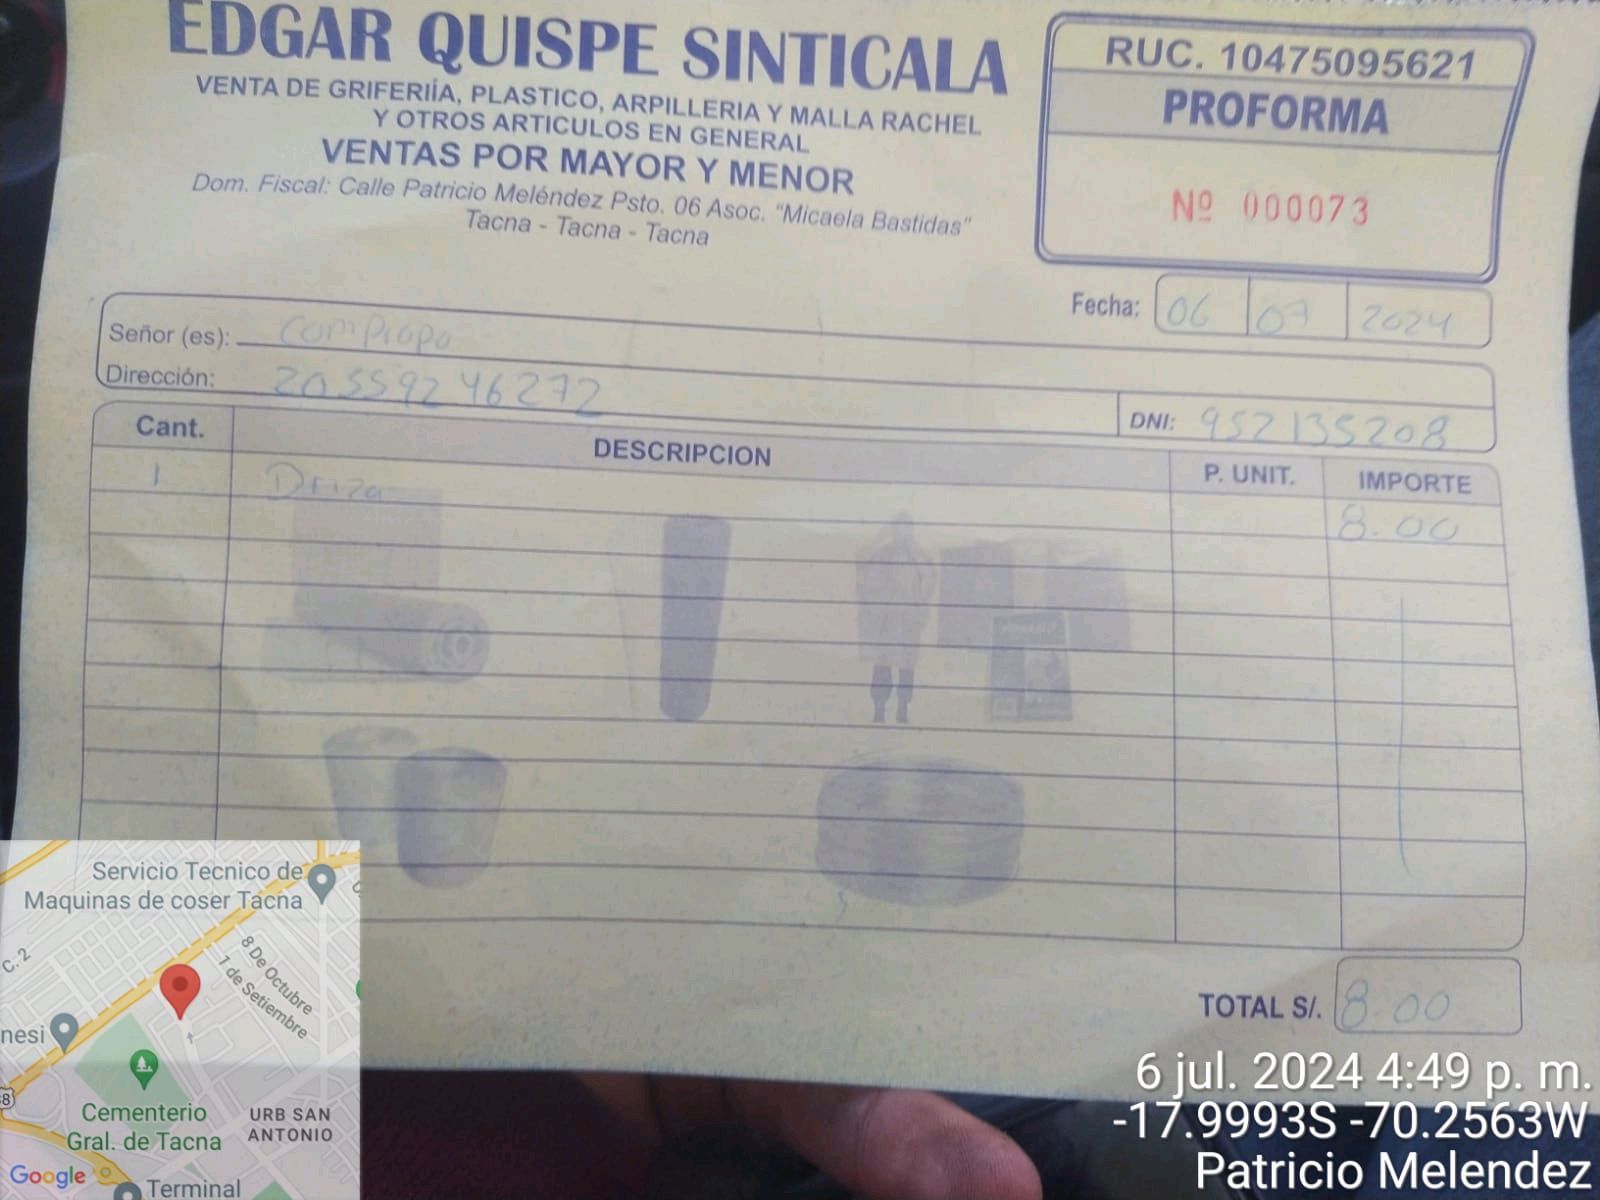 EDGAR QUISPE SINTICALA
VENTA DE GRIFERIÍA, PLASTICO, ARPILLERIA Y MALLA RACHEL
Y OTROS ARTICULOS EN GENERAL
VENTAS POR MAYOR Y MENOR
Dom. Fiscal: Calle Patricio Meléndez Psto. 06 Asoc. "Micaela Bastidas"
Tacna - Tacna - Tacna
RUC. 10475095621
PROFORMA
Nº 000073
Fecha: 06 07 2024
Señor (es): Comprapo
Dirección: 20559246272
DNI: 952135208
Cant. DESCRIPCION P. UNIT. IMPORTE
1 Driza 8.00
TOTAL S/. 8.00
Servicio Tecnico de
Maquinas de coser Tacna
C. 2
8 De Octubre
1 de Setiembre
nesi
Cementerio
Gral. de Tacna
URB SAN
ANTONIO
Google
Terminal
6 jul. 2024 4:49 p. m.
-17.9993S -70.2563W
Patricio Melendez